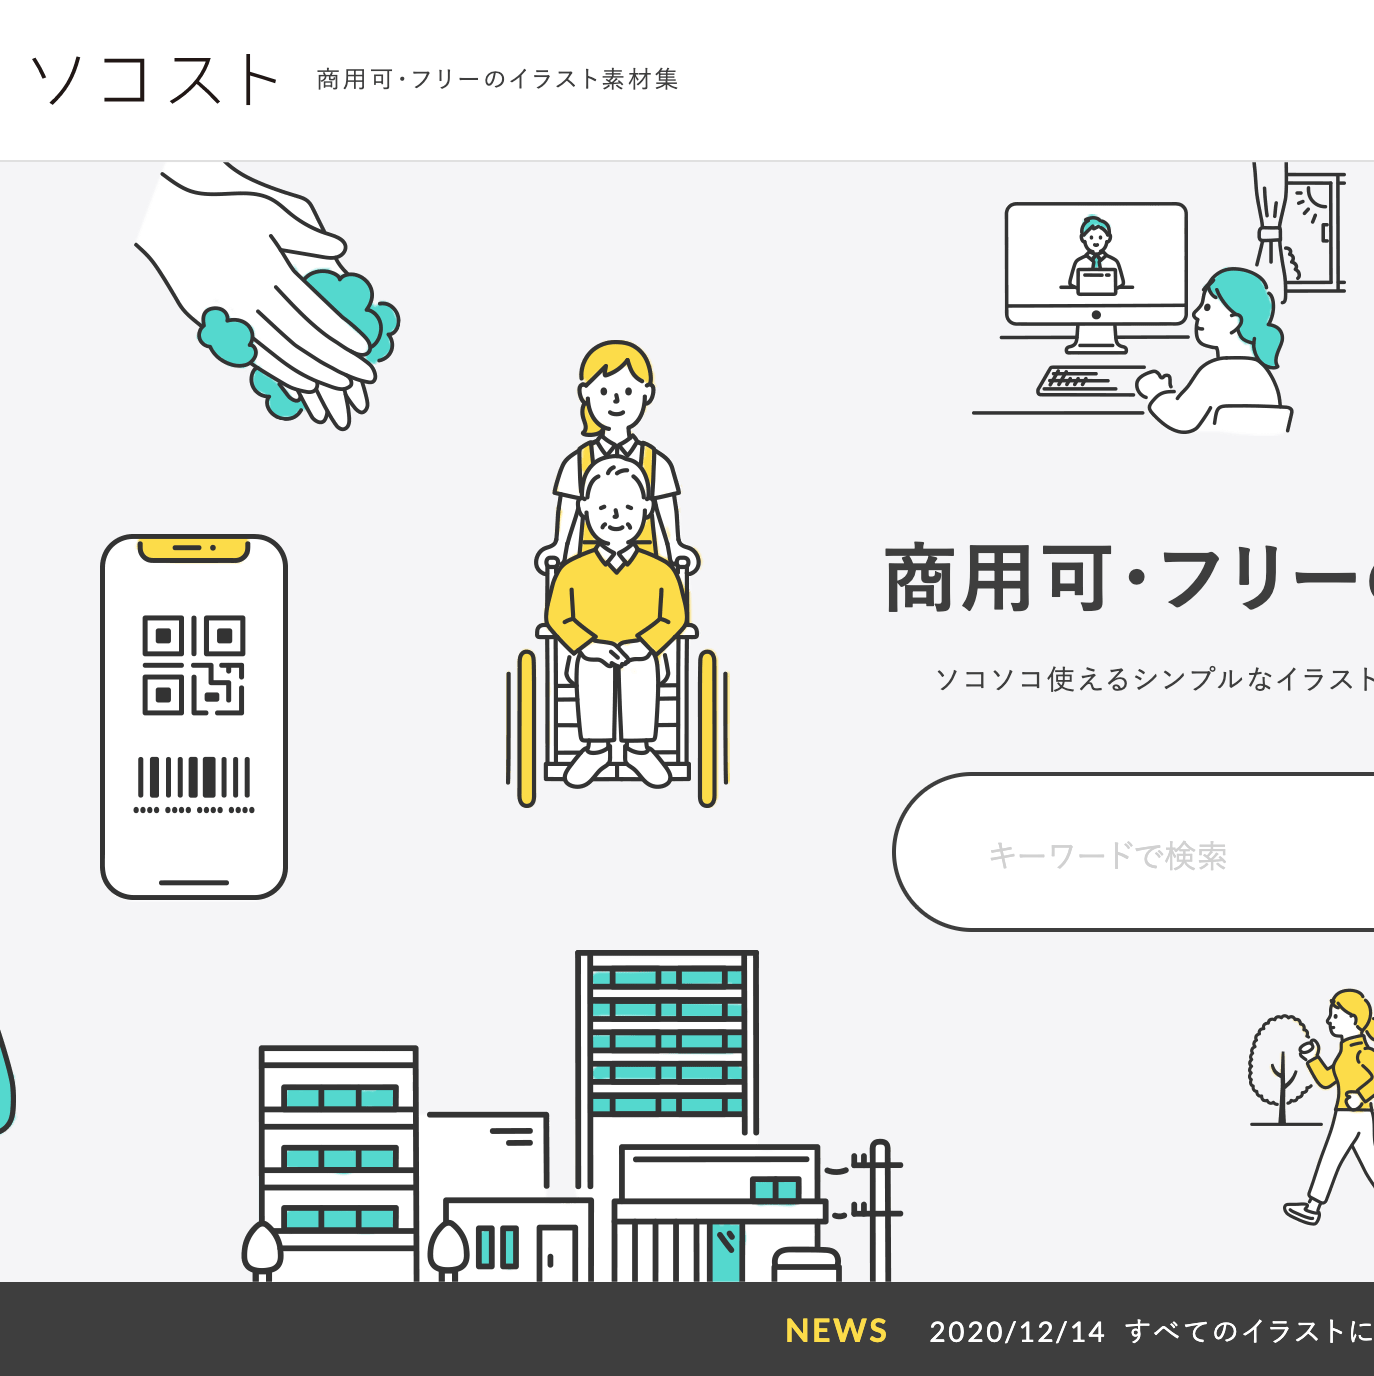 ソコスト
商用可・フリーのイラスト素材集
商用可・フリー
ソコソコ使えるシンプルなイラスト
キーワードで検索
NEWS 2020/12/14 すべてのイラストに